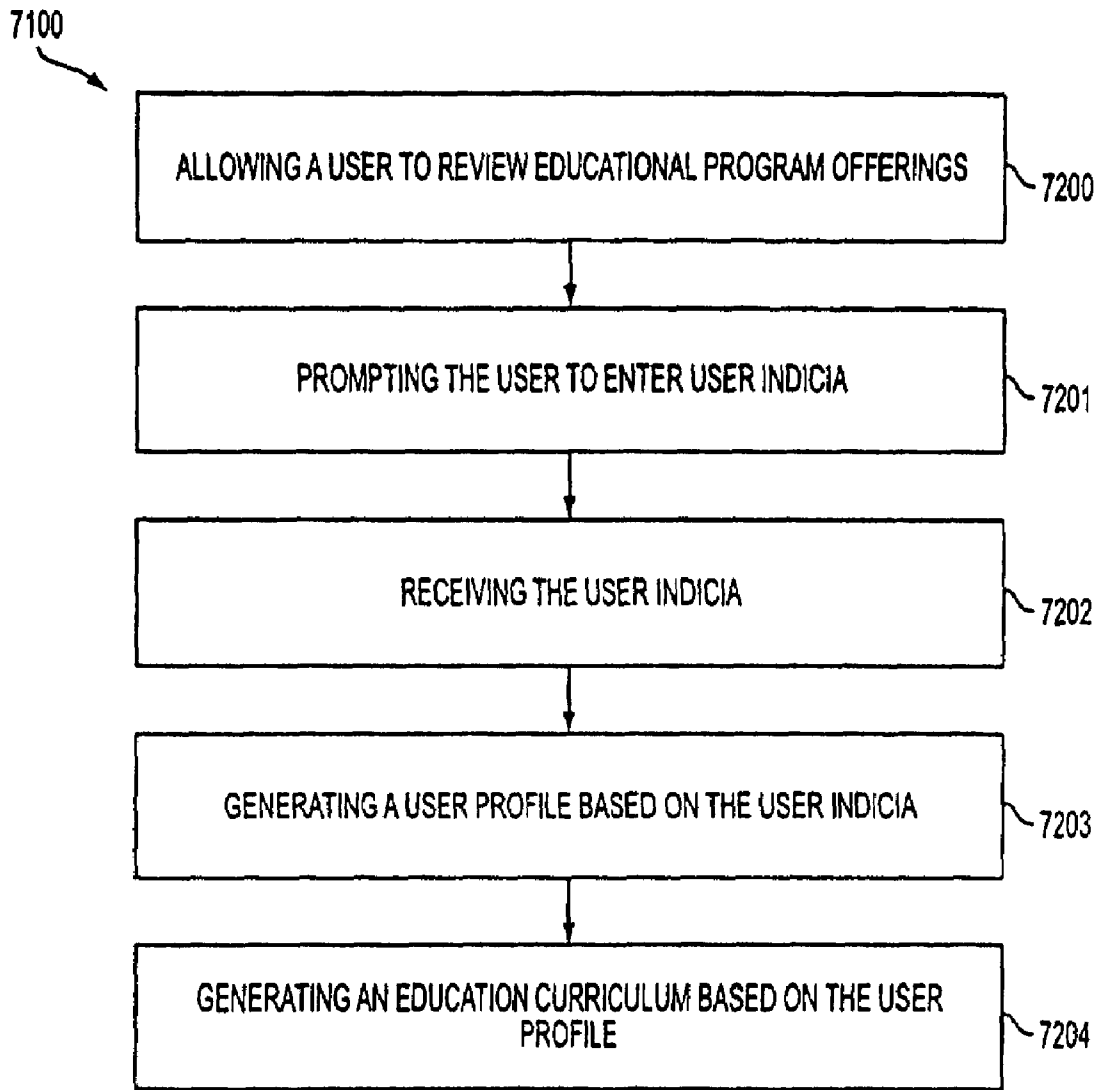 7100
ALLOWING A USER TO REVIEW EDUCATIONAL PROGRAM OFFERINGS
7200
PROMPTING THE USER TO ENTER USER INDICIA
7201
RECEIVING THE USER INDICIA
7202
GENERATING A USER PROFILE BASED ON THE USER INDICIA
7203
GENERATING AN EDUCATION CURRICULUM BASED ON THE USER
PROFILE
7204